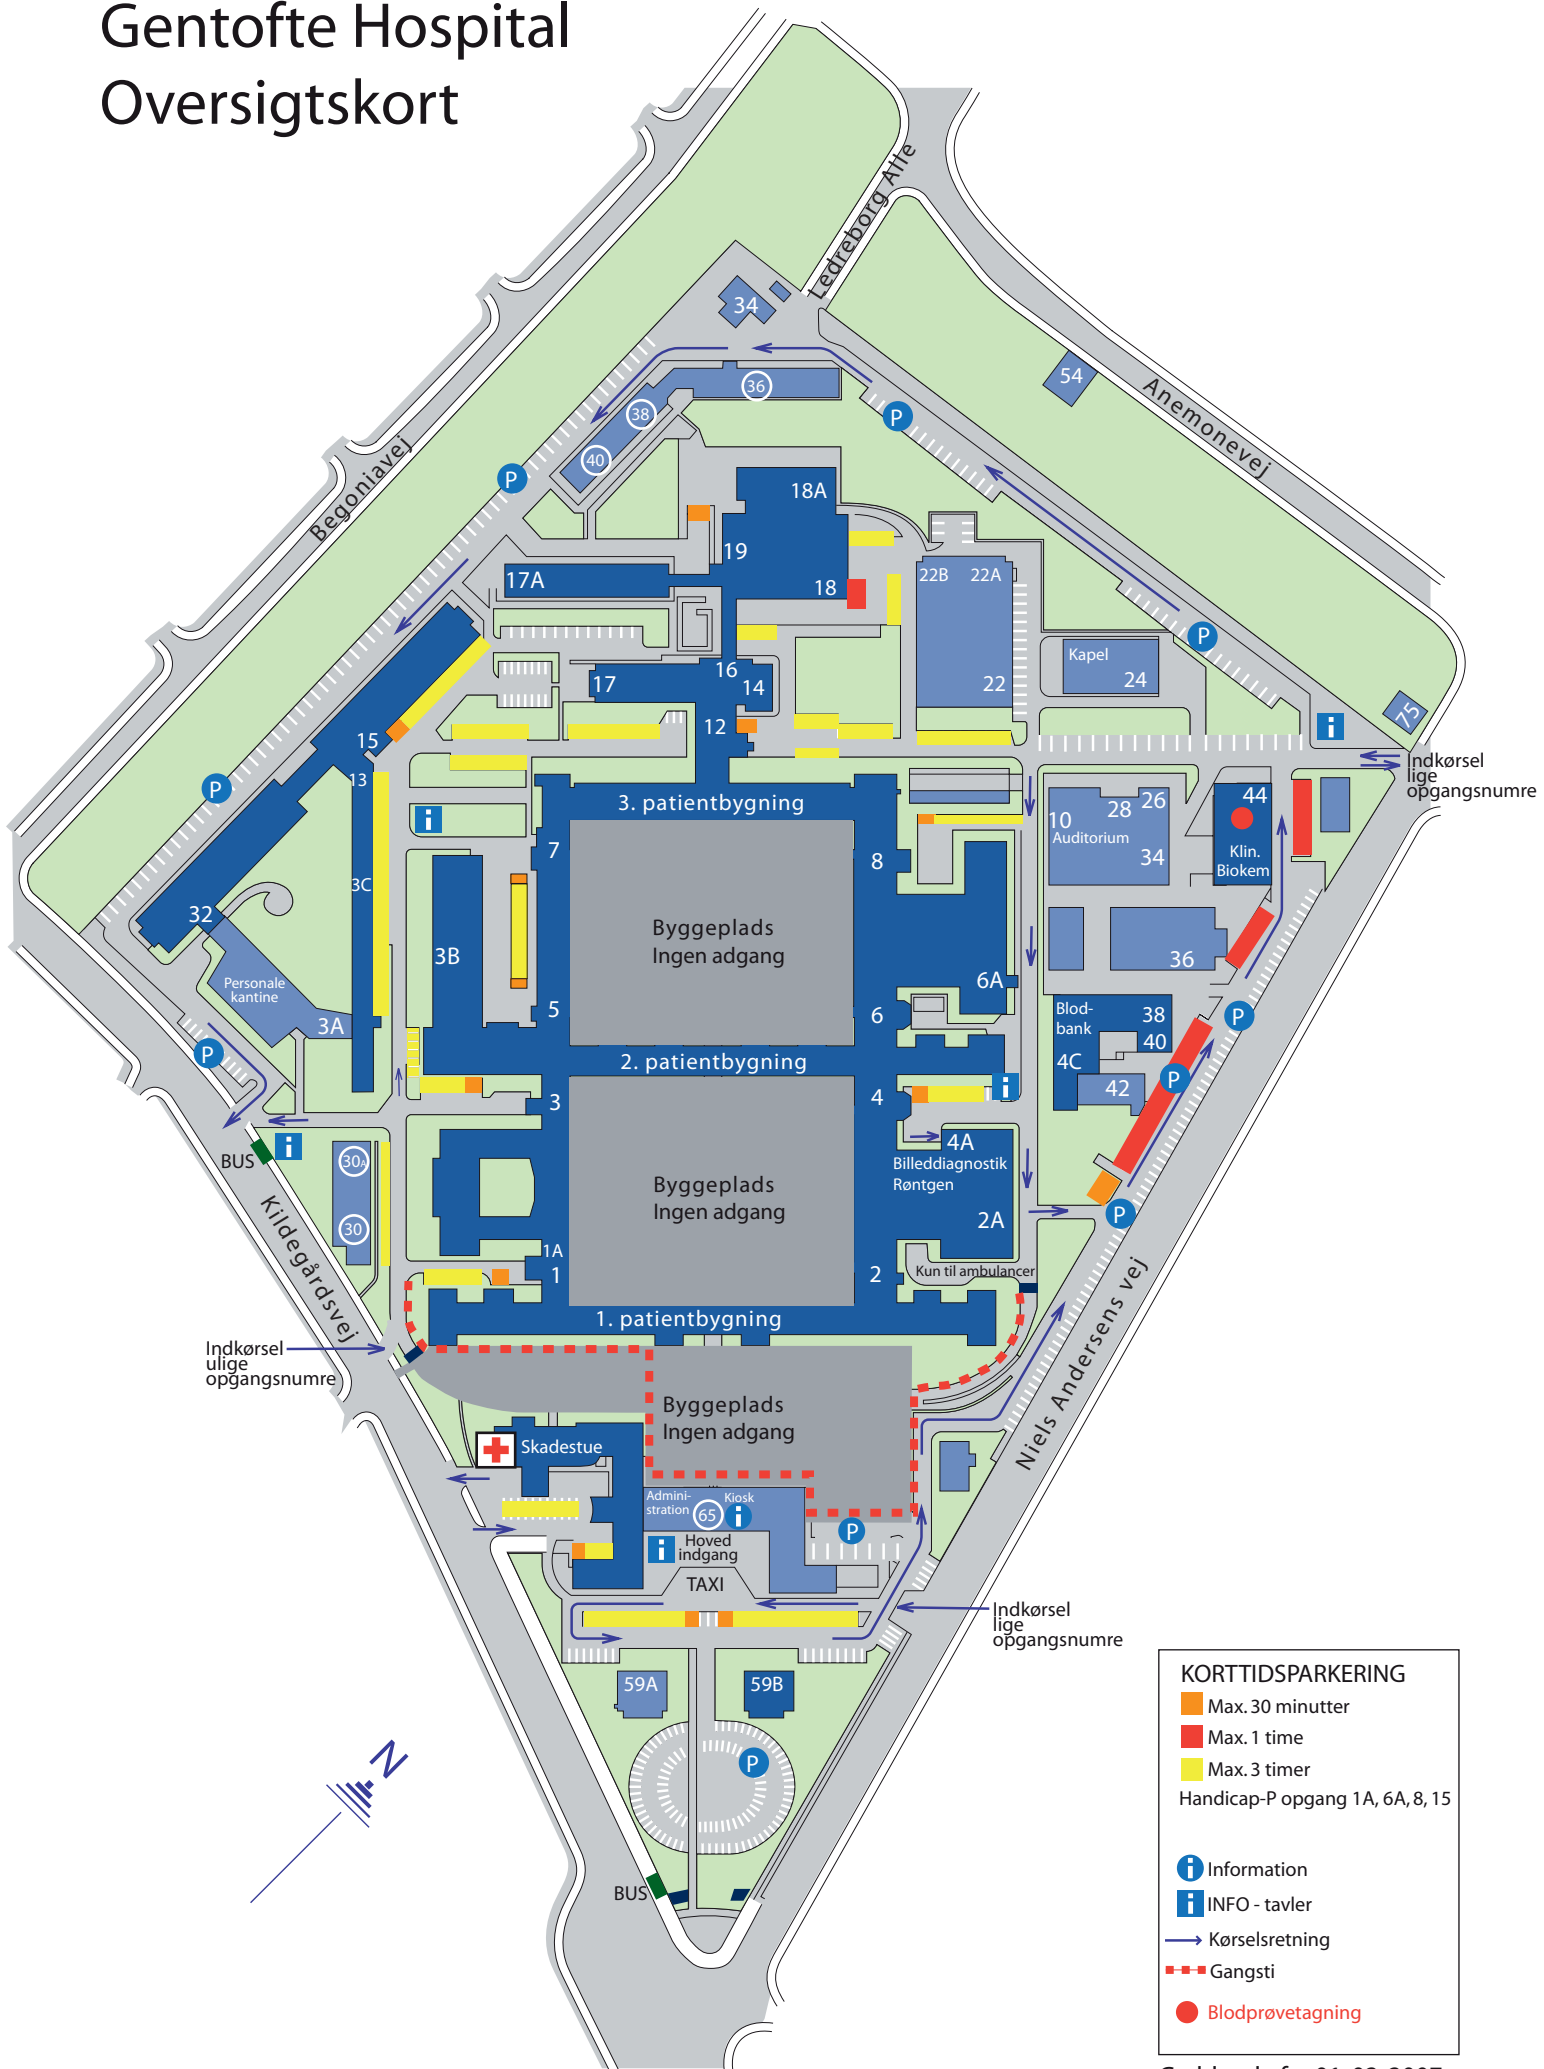 Gentofte Hospital
Oversigtskort
Ledreborg Alle
Anemonevej
Begoniavej
34
54
36
38
40
P
P
18A
19
18
17A
22B
22A
22
P
Kapel
24
75
16
14
17
12
15
13
P
Indkørsel
lige
opgangsnumre
3. patientbygning
7
8
10
28
26
Auditorium
34
44
Klin.
Biokem
3C
32
3B
Byggeplads
Ingen adgang
6A
36
Personale
kantine
3A
5
6
Blod-
bank
38
40
4C
42
P
P
P
2. patientbygning
3
4
4A
Billeddiagnostik
Røntgen
2A
Byggeplads
Ingen adgang
BUS
30A
30
Kildegårdsvej
P
1A
1
2
Kun til ambulancer
1. patientbygning
Niels Andersens vej
Indkørsel
ulige
opgangsnumre
Byggeplads
Ingen adgang
Skadestue
Admini-
stration
65
Kiosk
P
Hoved
indgang
TAXI
Indkørsel
lige
opgangsnumre
59A
59B
P
N
BUS
KORTTIDSPARKERING
Max. 30 minutter
Max. 1 time
Max. 3 timer
Handicap-P opgang 1A, 6A, 8, 15
Information
INFO - tavler
Kørselsretning
Gangsti
Blodprøvetagning